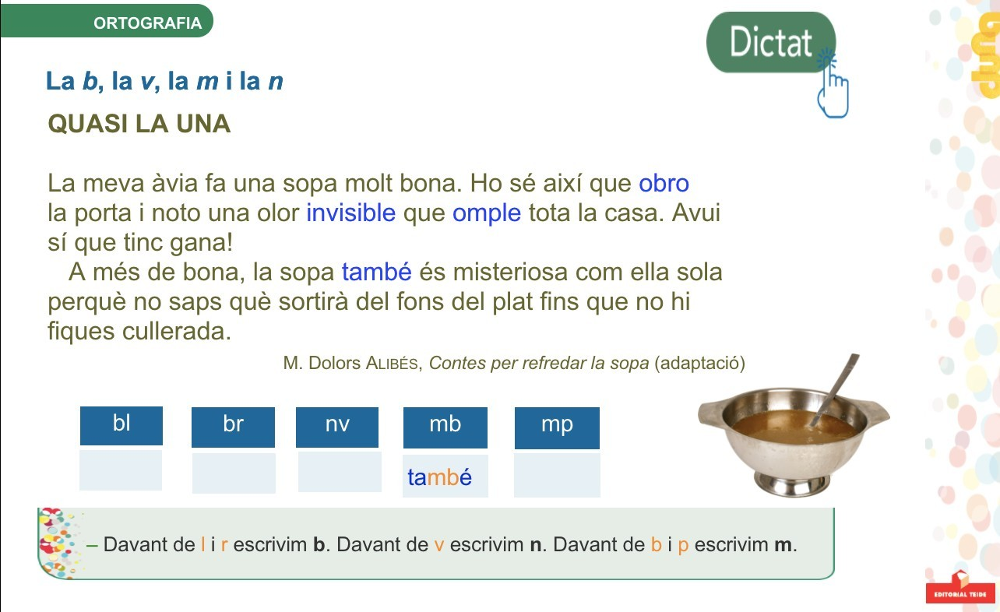 ORTOGRAFIA
Dictat
La b, la v, la m i la n
QUASI LA UNA
La meva àvia fa una sopa molt bona. Ho sé així que obro
la porta i noto una olor invisible que omple tota la casa. Avui
sí que tinc gana!
A més de bona, la sopa també és misteriosa com ella sola
perquè no saps què sortirà del fons del plat fins que no hi
fiques cullerada.
M. Dolors ALIBÉS, Contes per refredar la sopa (adaptació)
bl br nv mb mp
també
– Davant de l i r escrivim b. Davant de v escrivim n. Davant de b i p escrivim m.
EDITORIAL TEIDE